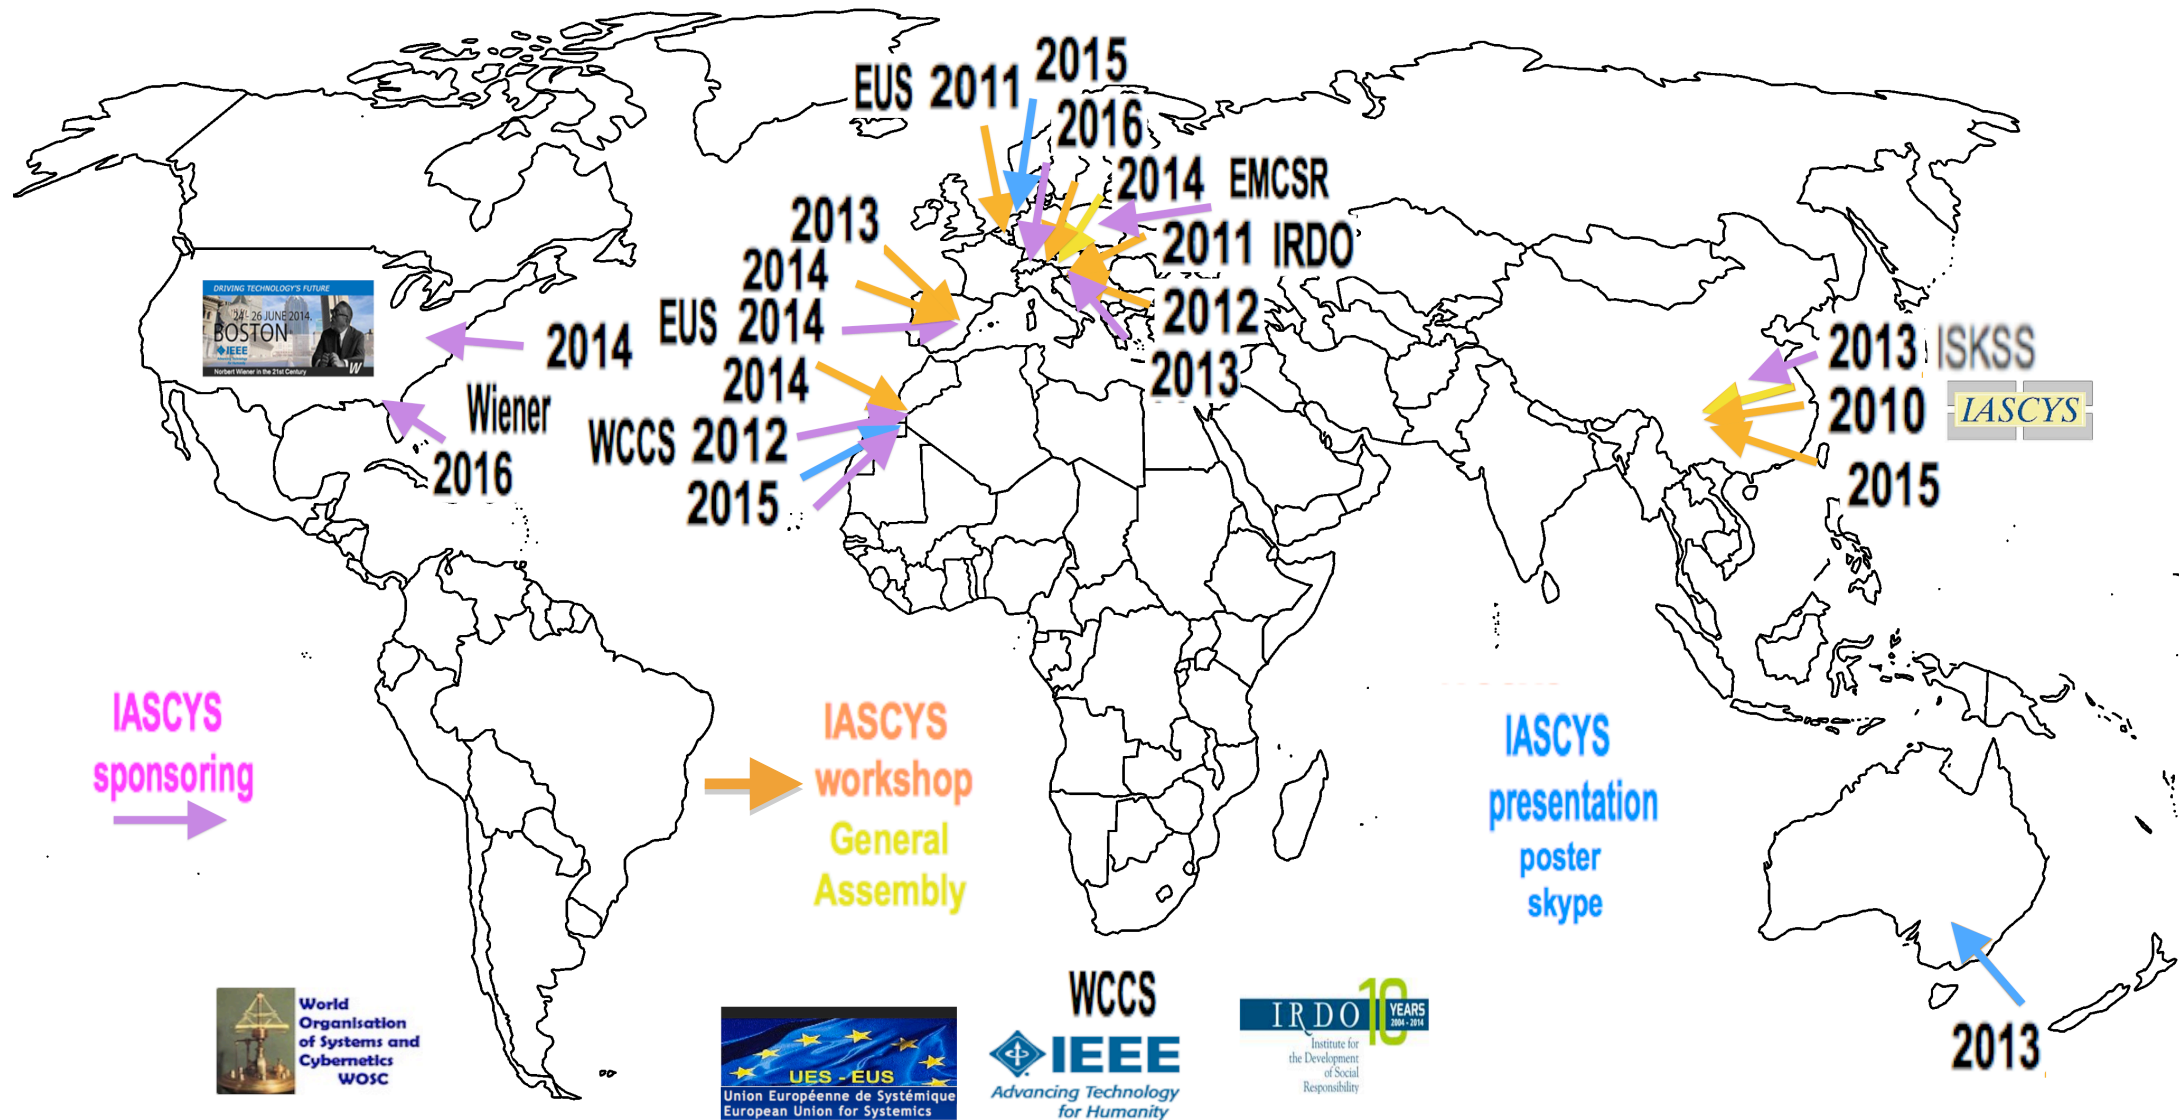 2015
EUS 2011
2016
2014 EMCSR
2013
2011 IRDO
2014
DRIVING TECHNOLOGY'S FUTURE
24 - 26 JUNE 2014.
BOSTON
IEEE
Norbert Wiener in the 21st Century
W
EUS 2014
2012
2014
2013 ISKSS
2014
2013
Wiener
2010
IASCYS
WCCS 2012
2016
2015
2015
IASCYS
sponsoring
IASCYS
workshop
General
Assembly
IASCYS
presentation
poster
skype
2013
World
Organisation
of Systems and
Cybernetics
WOSC
UES - EUS
Union Européenne de Systémique
European Union for Systemics
WCCS
IEEE
Advancing Technology
for Humanity
IRDO 10 YEARS
2004 - 2014
Institute for
the Development
of Social
Responsibility